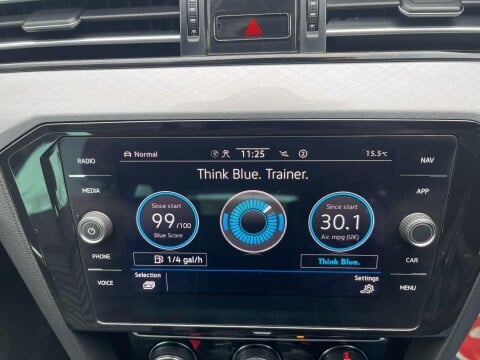 RADIO
MEDIA
PHONE
VOICE
Normal
11:25
2
15.5°C
Think Blue. Trainer.
Since start
99/100
Blue Score
Since start
30.1
Av. mpg (UK)
1/4 gal/h
Think Blue.
Selection
Settings
NAV
APP
CAR
MENU